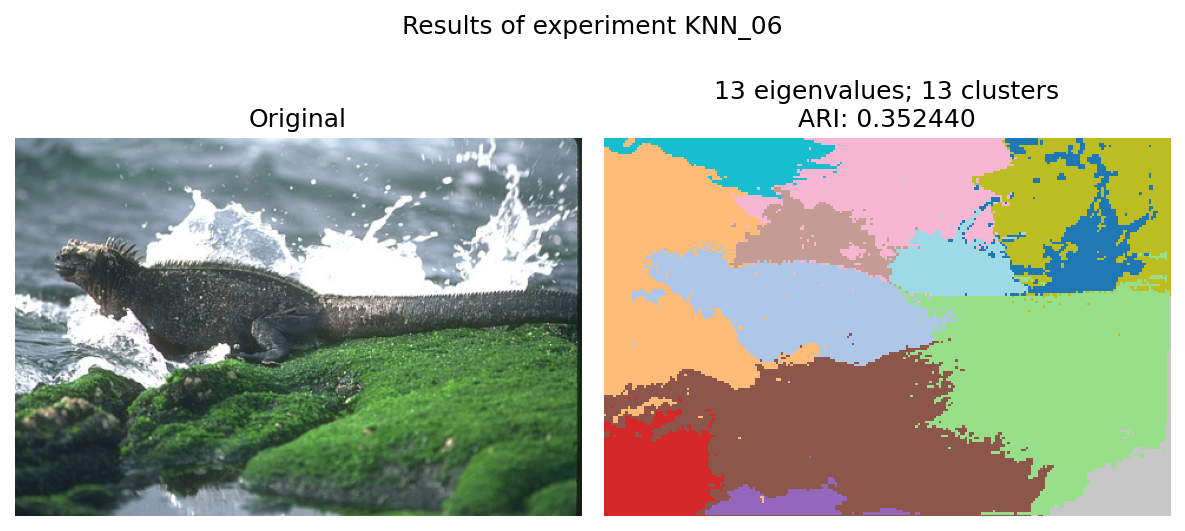 Results of experiment KNN_06
Original
13 eigenvalues; 13 clusters
ARI: 0.352440